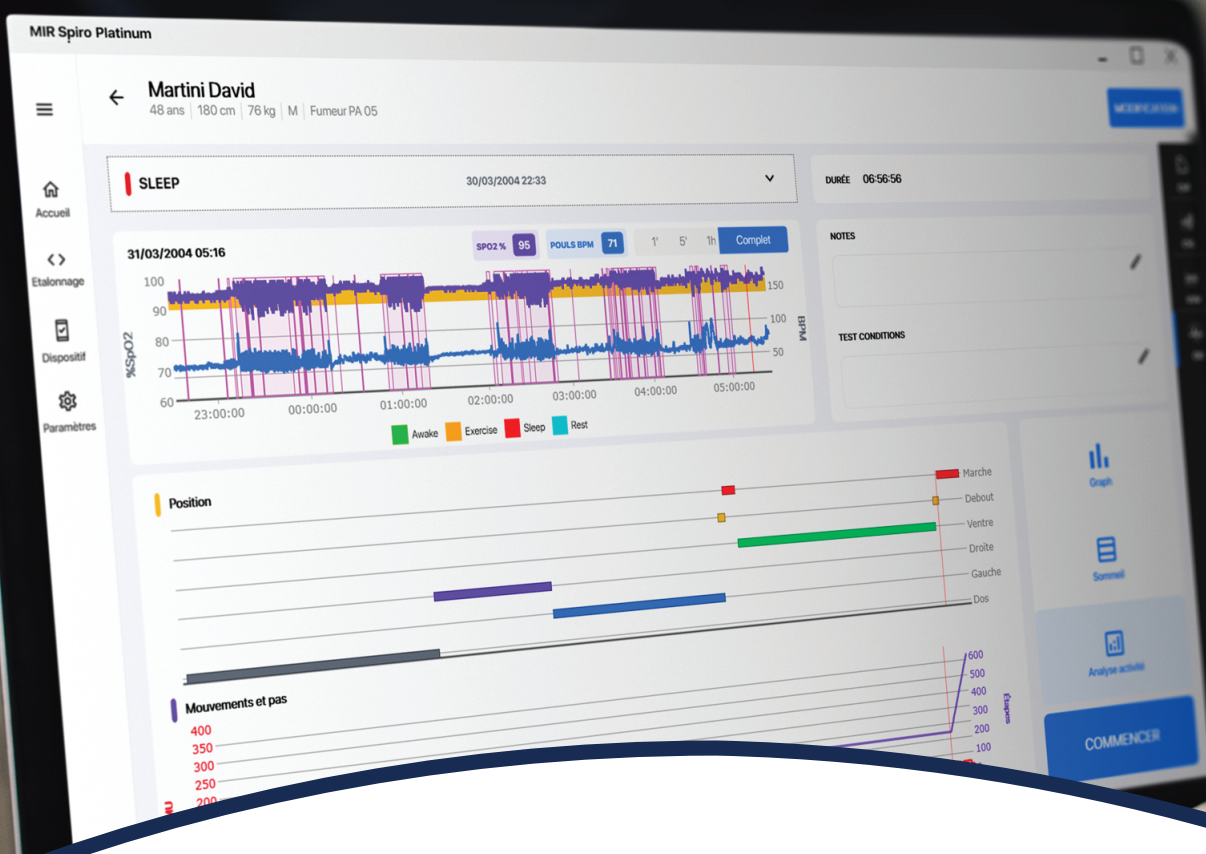 MIR Spiro Platinum
Martini David
48 ans | 180 cm | 76 kg | M | Fumeur PA 05
MODIFICATION
SLEEP 30/03/2004 22:33
DURÉE 06:56:56
Accueil
Etalonnage
Dispositif
Paramètres
31/03/2004 05:16
SPO2 % 95
POULS BPM 71
1' 5' 1h Complet
NOTES
TEST CONDITIONS
%SpO2
100
90
80
70
60
150
100
50
BPM
23:00:00 00:00:00 01:00:00 02:00:00 03:00:00 04:00:00 05:00:00
Awake Exercise Sleep Rest
Position
Marche
Debout
Ventre
Droite
Gauche
Dos
Mouvements et pas
400
350
300
250
200
600
500
400
300
200
100
Étapes
Graph
Sommeil
Analyse activité
COMMENCER